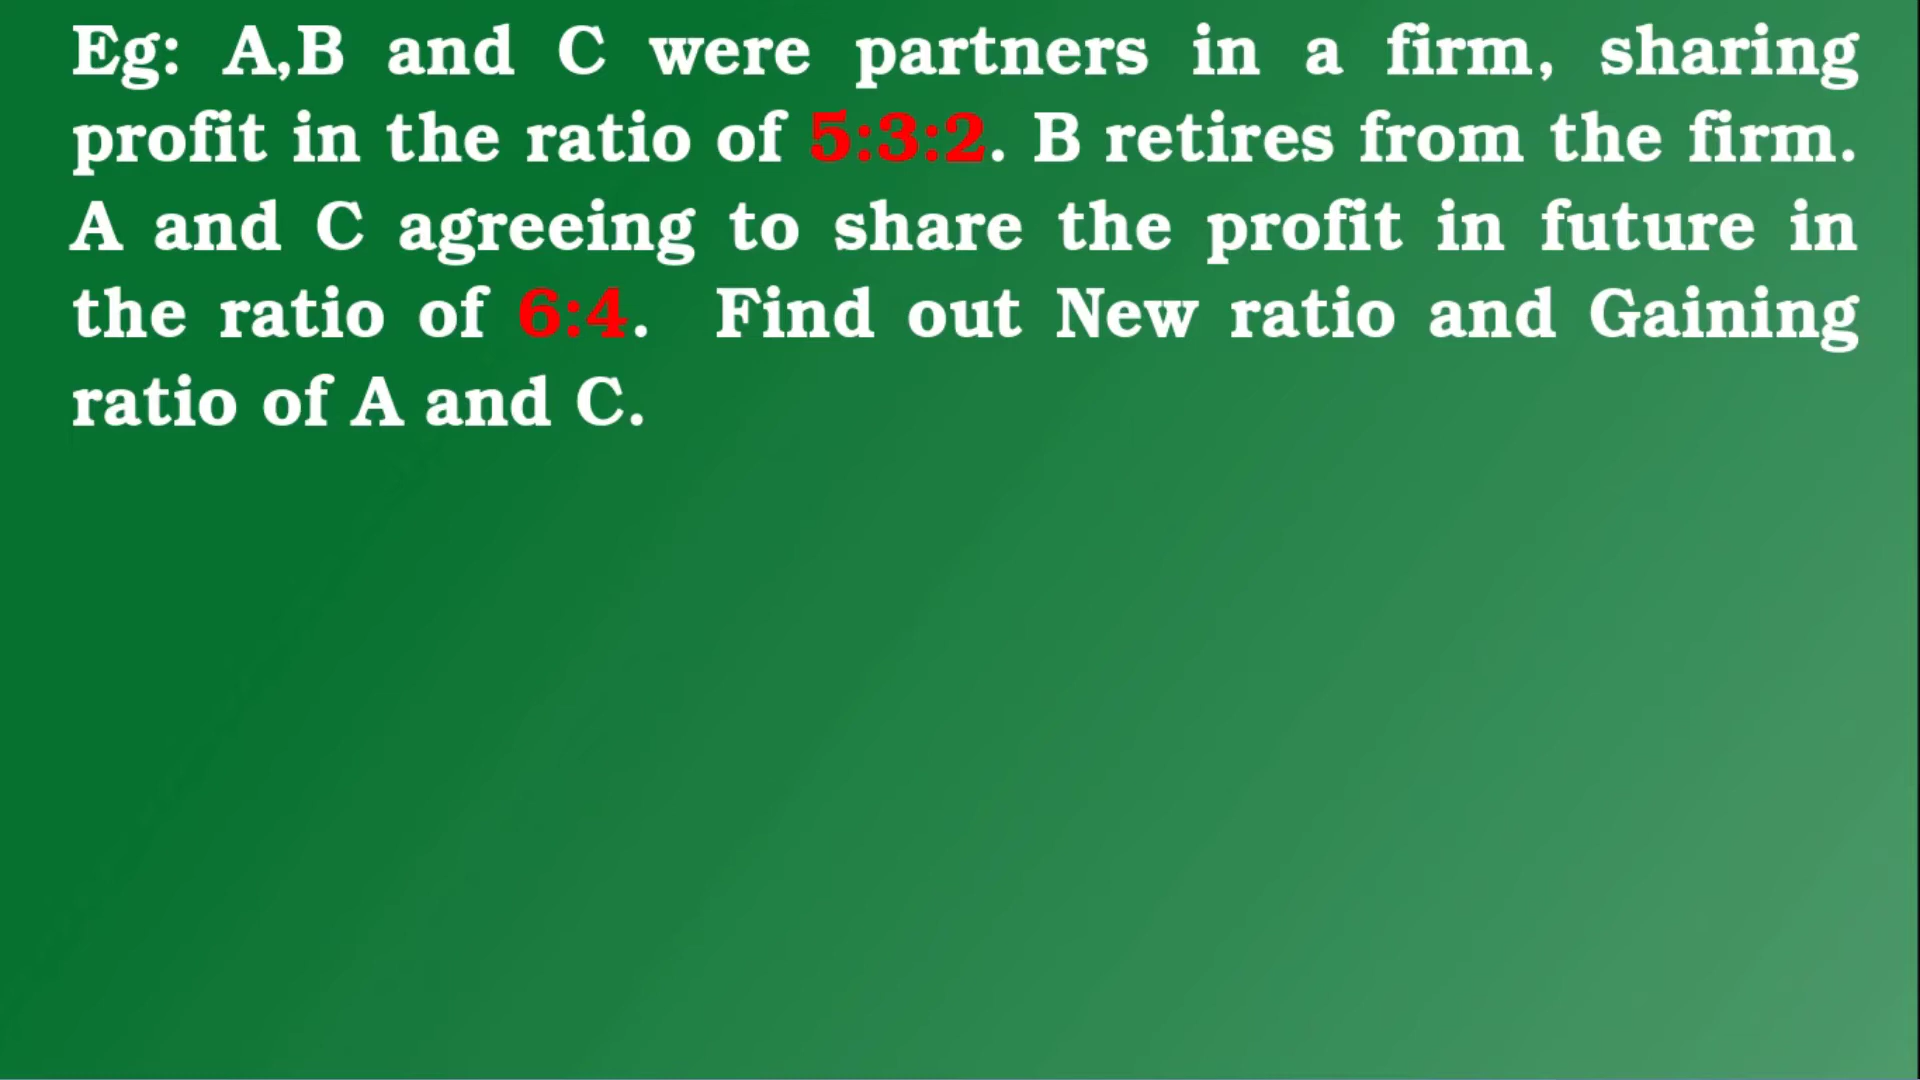 Eg: A,B and C were partners in a firm, sharing
profit in the ratio of 5:3:2. B retires from the firm.
A and C agreeing to share the profit in future in
the ratio of 6:4. Find out New ratio and Gaining
ratio of A and C.